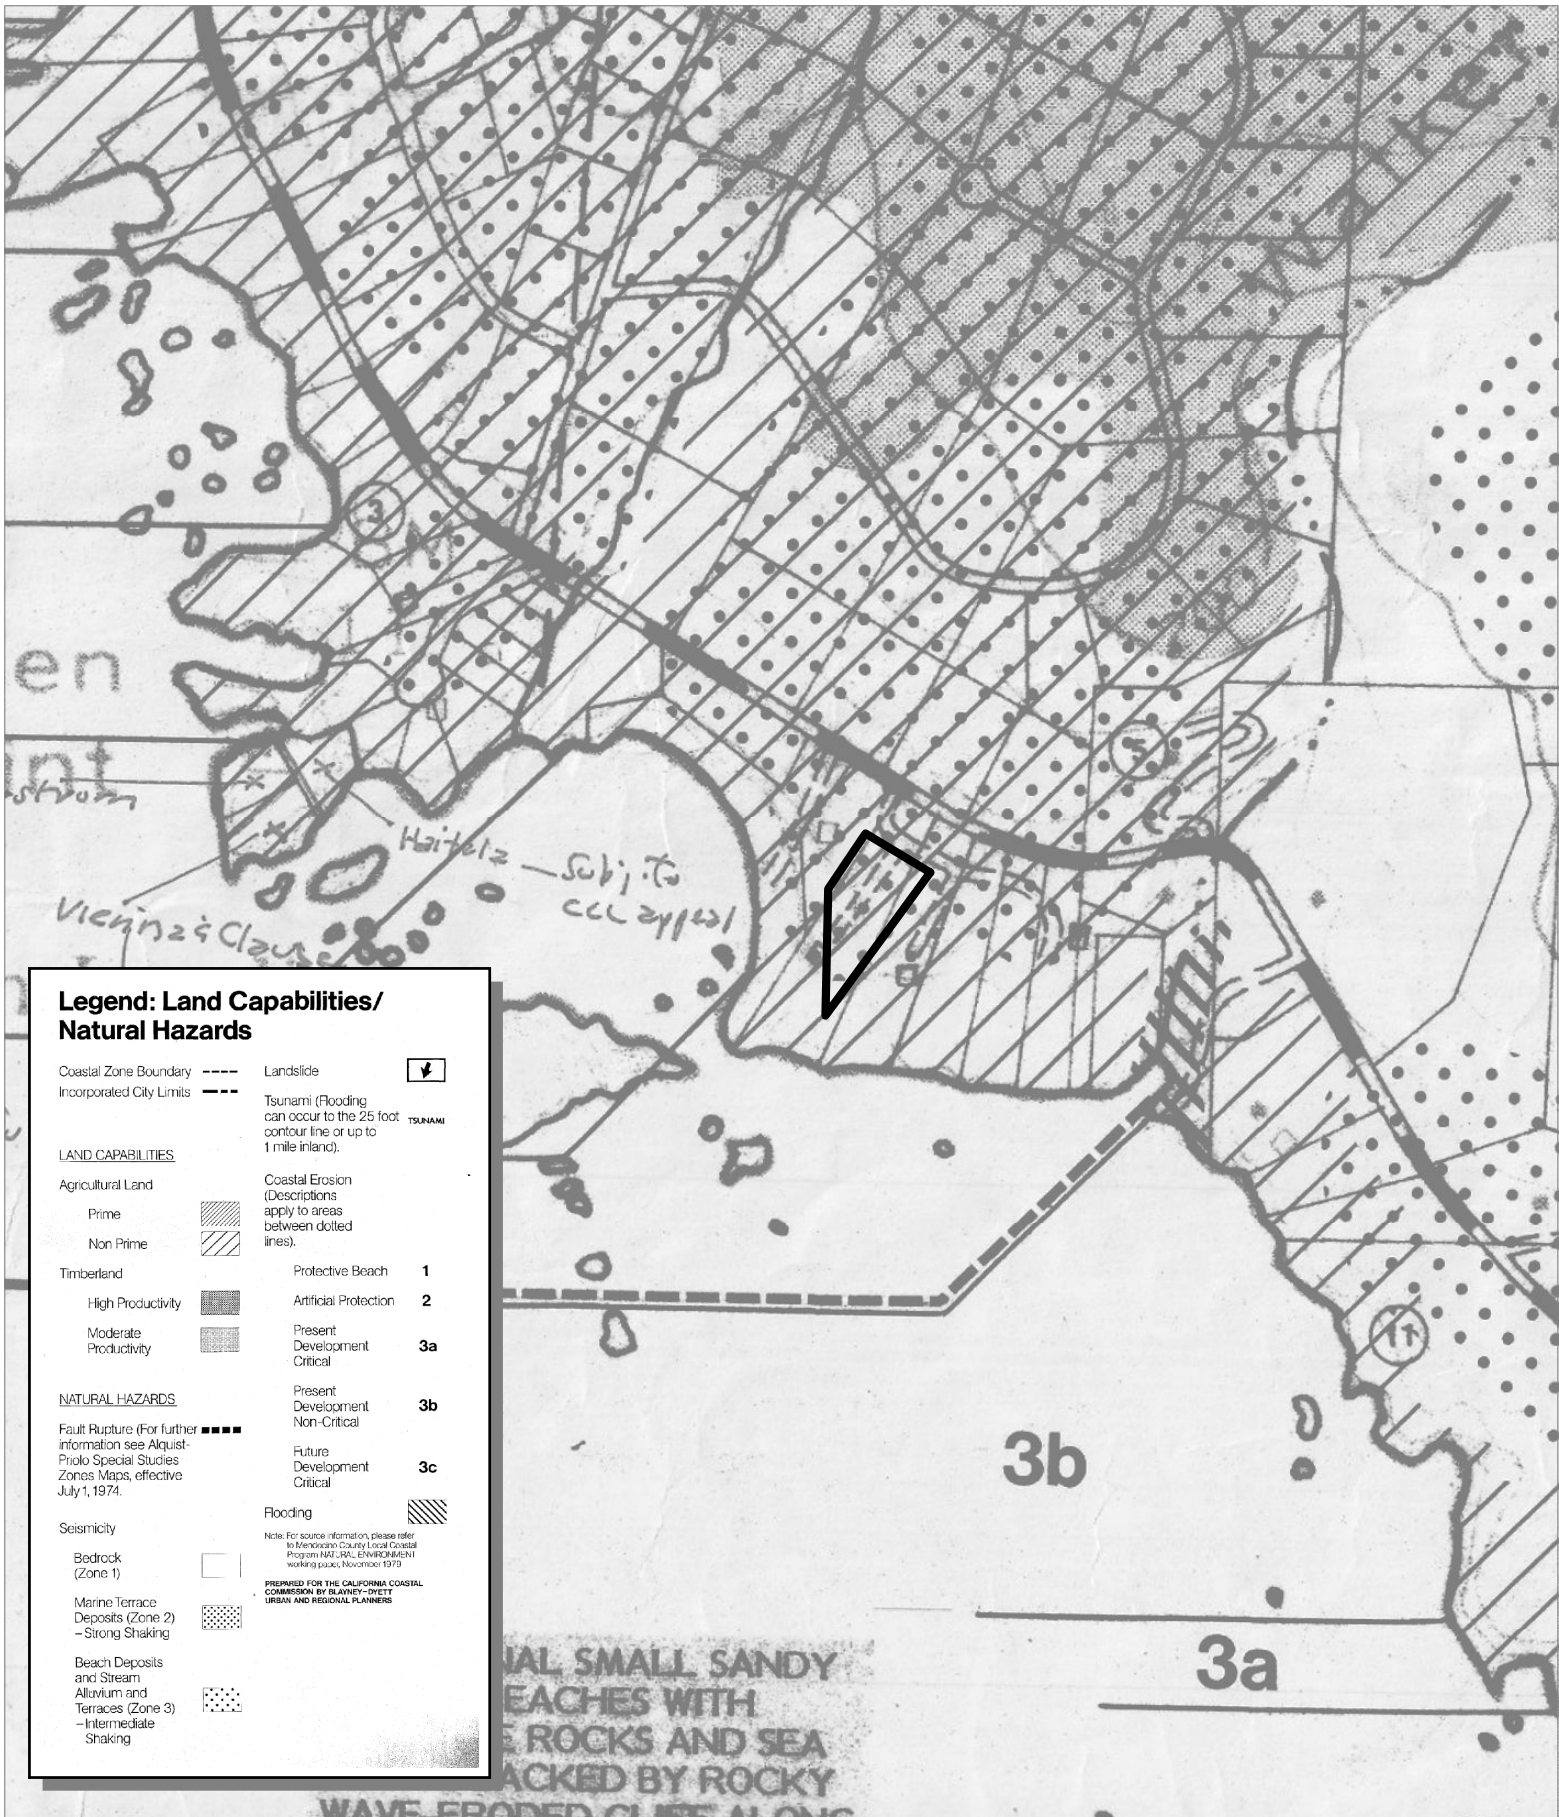 3
en
5
Haitelz — Subj. to
ccc appeal
Legend: Land Capabilities/
Natural Hazards
Coastal Zone Boundary
Incorporated City Limits
LAND CAPABILITIES
Agricultural Land
Prime
Non Prime
Timberland
High Productivity
Moderate
Productivity
NATURAL HAZARDS
Fault Rupture (For further
information see Alquist-
Priolo Special Studies
Zones Maps, effective
July 1, 1974.
Seismicity
Bedrock
(Zone 1)
Marine Terrace
Deposits (Zone 2)
–Strong Shaking
Beach Deposits
and Stream
Alluvium and
Terraces (Zone 3)
–Intermediate
Shaking
Landslide
Tsunami (Flooding
can occur to the 25 foot
contour line or up to
1 mile inland).
TSUNAMI
Coastal Erosion
(Descriptions
apply to areas
between dotted
lines).
Protective Beach 1
Artificial Protection 2
Present
Development
Critical 3a
Present
Development
Non-Critical 3b
Future
Development
Critical 3c
Flooding
Note: For source information, please refer
to Mendocino County Local Coastal
Program NATURAL ENVIRONMENT
working paper, November 1979
PREPARED FOR THE CALIFORNIA COASTAL
COMMISSION BY BLAYNEY–DYETT
URBAN AND REGIONAL PLANNERS
3b
3a
NAL SMALL SANDY
EACHES WITH
E ROCKS AND SEA
ACKED BY ROCKY
WAVE ERODED CLIFF ALONG